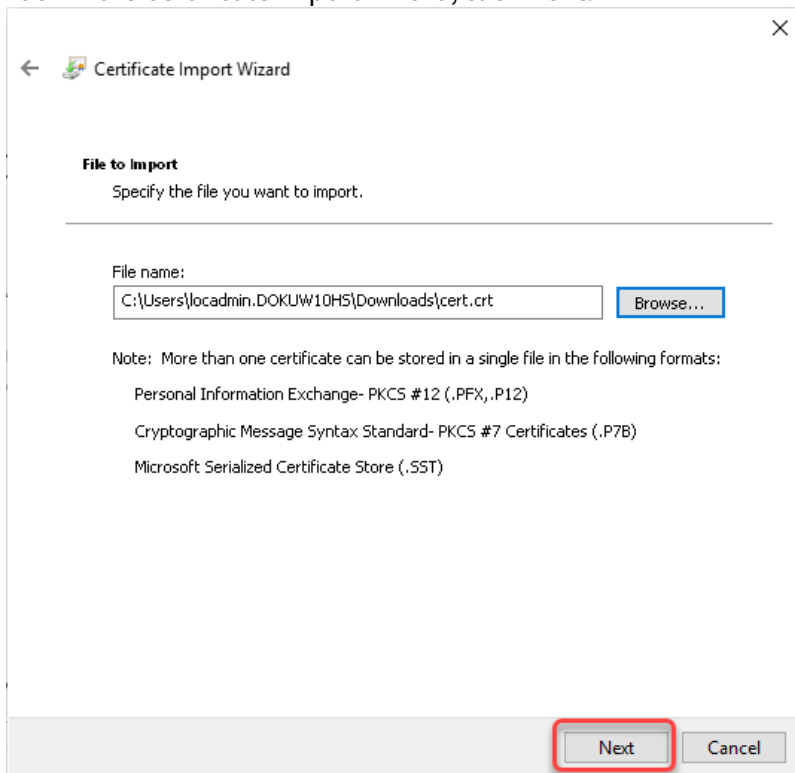 Certificate Import Wizard
File to Import
Specify the file you want to import.
File name:
C:\Users\locadmin.DOKUW10HS\Downloads\cert.crt
Browse...
Note: More than one certificate can be stored in a single file in the following formats:
Personal Information Exchange- PKCS #12 (.PFX,.P12)
Cryptographic Message Syntax Standard- PKCS #7 Certificates (.P7B)
Microsoft Serialized Certificate Store (.SST)
Next Cancel